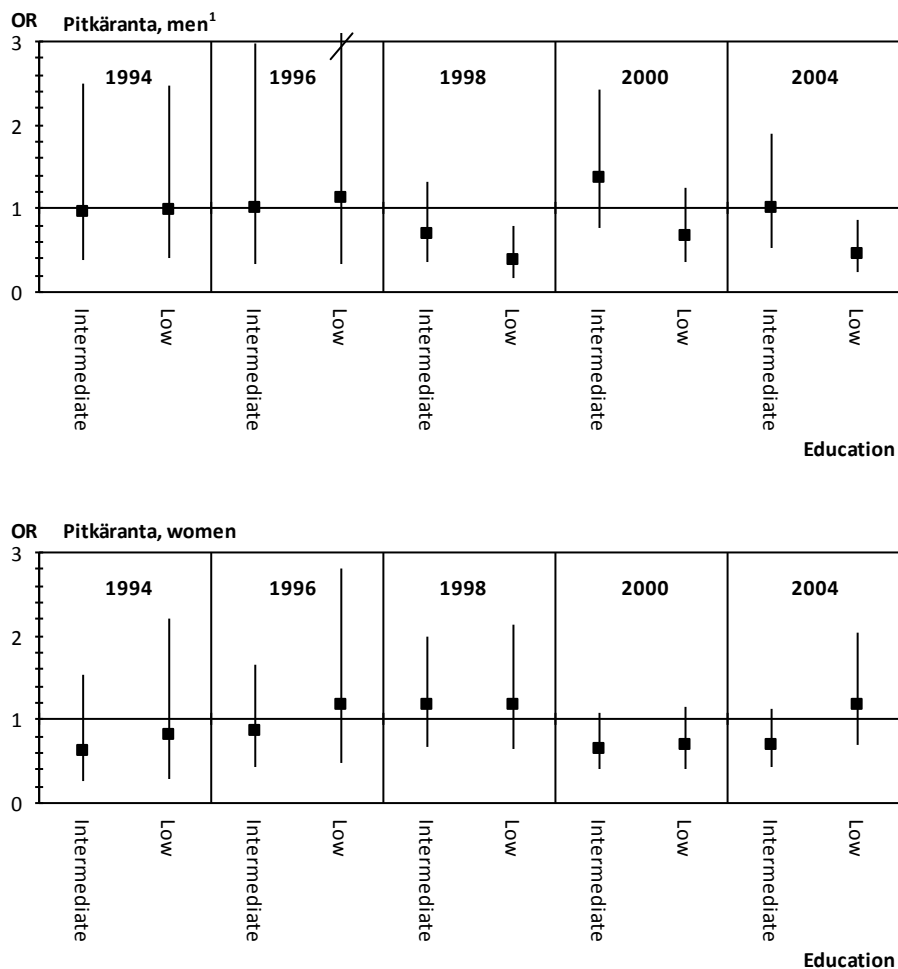 OR Pitkäranta, men¹
3
1994 1996 1998 2000 2004
2
1
0
Intermediate Low Intermediate Low Intermediate Low Intermediate Low Intermediate Low
Education
OR Pitkäranta, women
3
1994 1996 1998 2000 2004
2
1
0
Intermediate Low Intermediate Low Intermediate Low Intermediate Low Intermediate Low
Education